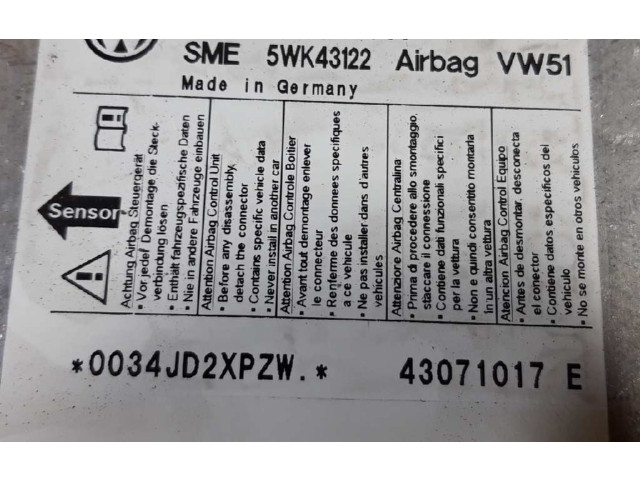 SME 5WK43122 Airbag VW51
Made in Germany
Sensor
Achtung Airbag Steuergerät
• Vor jedef Demontage die Steck-
verbindung lösen
• Enthält fahrzeugspezifische Daten
• Nie in andere Fahrzeuge einbauen
Attention Airbag Control Unit
• Before any disassembly,
detach the connector
• Contains specific vehicle data
• Never install in another car
Attention Airbag Controle Boitier
• Avant tout demontage enlever
le connecteur
• Renferme des donnees specifiques
a ce vehicule
• Ne pas installer dans d'autres
vehicules
Attenzione Airbag Centralina
• Prima di procedere allo smontaggio,
staccare il connessione
• Contiene dati funzionali specifici
per la vettura
• Non e quindi consentito montarla
In un altra vettura
Atencion Airbag Control Equipo
• Antes de desmontar, desconecta
el conector
• Contiene datos especificos del
vehiculo
• No se monte en otros vehiculos
*0034JD2XPZW.* 43071017 E